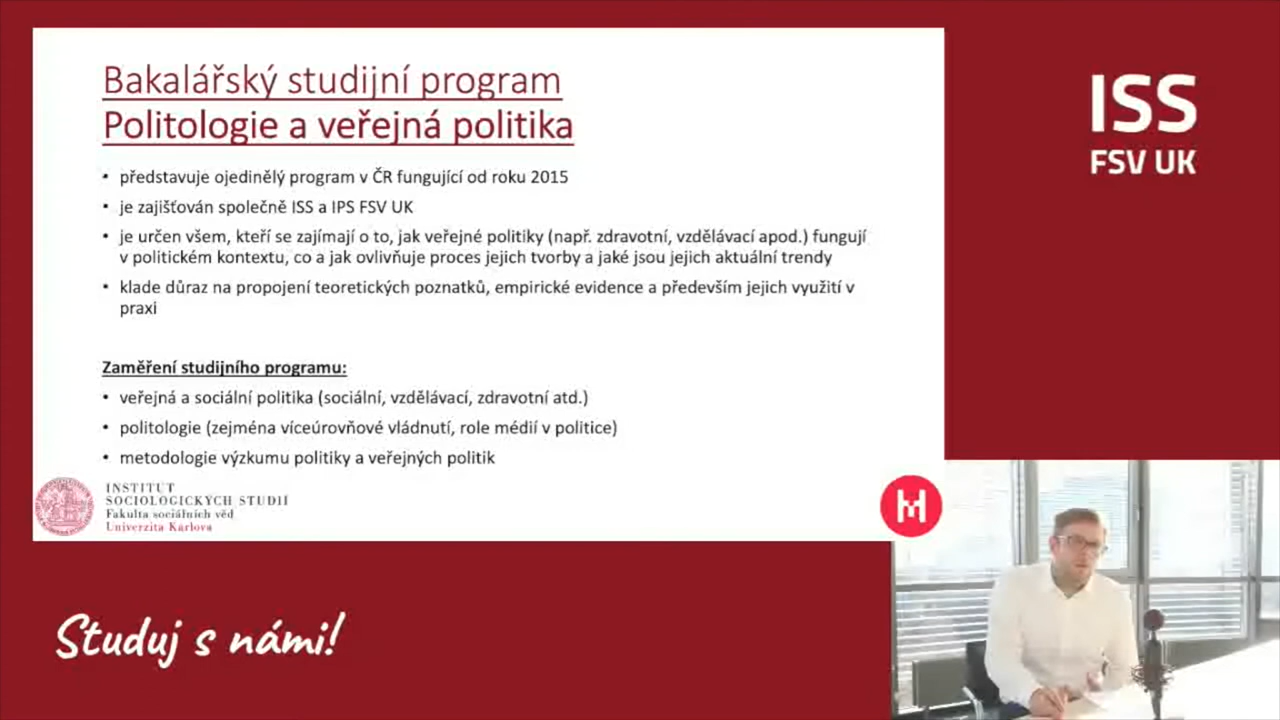 Bakalářský studijní program
Politologie a veřejná politika
• představuje ojedinělý program v ČR fungující od roku 2015
• je zajišťován společně ISS a IPS FSV UK
• je určen všem, kteří se zajímají o to, jak veřejné politiky (např. zdravotní, vzdělávací apod.) fungují
v politickém kontextu, co a jak ovlivňuje proces jejich tvorby a jaké jsou jejich aktuální trendy
• klade důraz na propojení teoretických poznatků, empirické evidence a především jejich využití v
praxi
Zaměření studijního programu:
• veřejná a sociální politika (sociální, vzdělávací, zdravotní atd.)
• politologie (zejména víceúrovňové vládnutí, role médií v politice)
• metodologie výzkumu politiky a veřejných politik
INSTITUT
SOCIOLOGICKÝCH STUDIÍ
Fakulta sociálních věd
Univerzita Karlova
M
ISS
FSV UK
Studuj s námi!